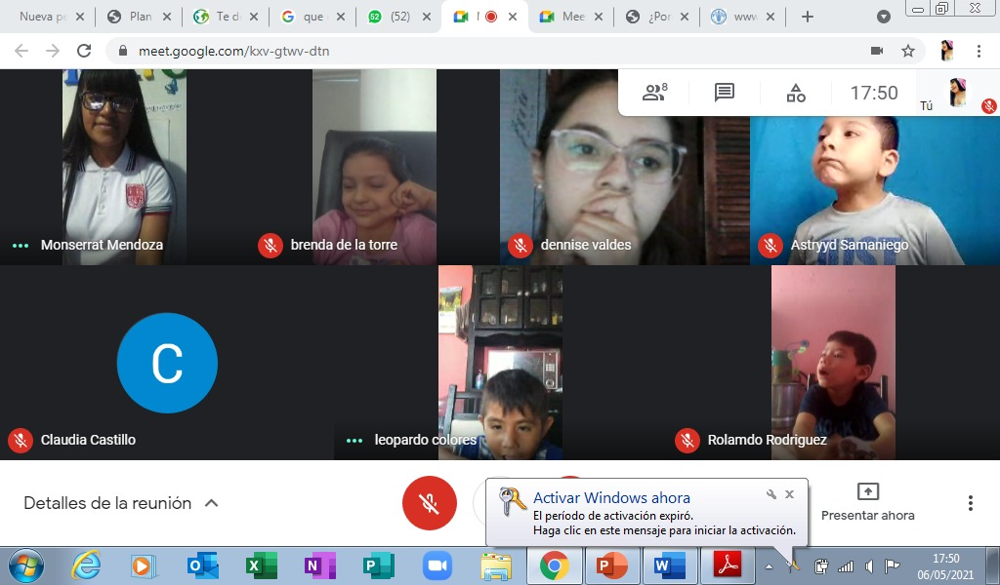 Nueva pe
Plan
Te d
que
52
(52)
Mee
¿Por
www
meet.google.com/kxv-gtwv-dtn
8
17:50
Tú
Monserrat Mendoza
brenda de la torre
dennise valdes
Astryyd Samaniego
C
Claudia Castillo
leopardo colores
Rolamdo Rodriguez
Detalles de la reunión
Activar Windows ahora
El período de activación expiró.
Haga clic en este mensaje para iniciar la activación.
Presentar ahora
17:50
06/05/2021